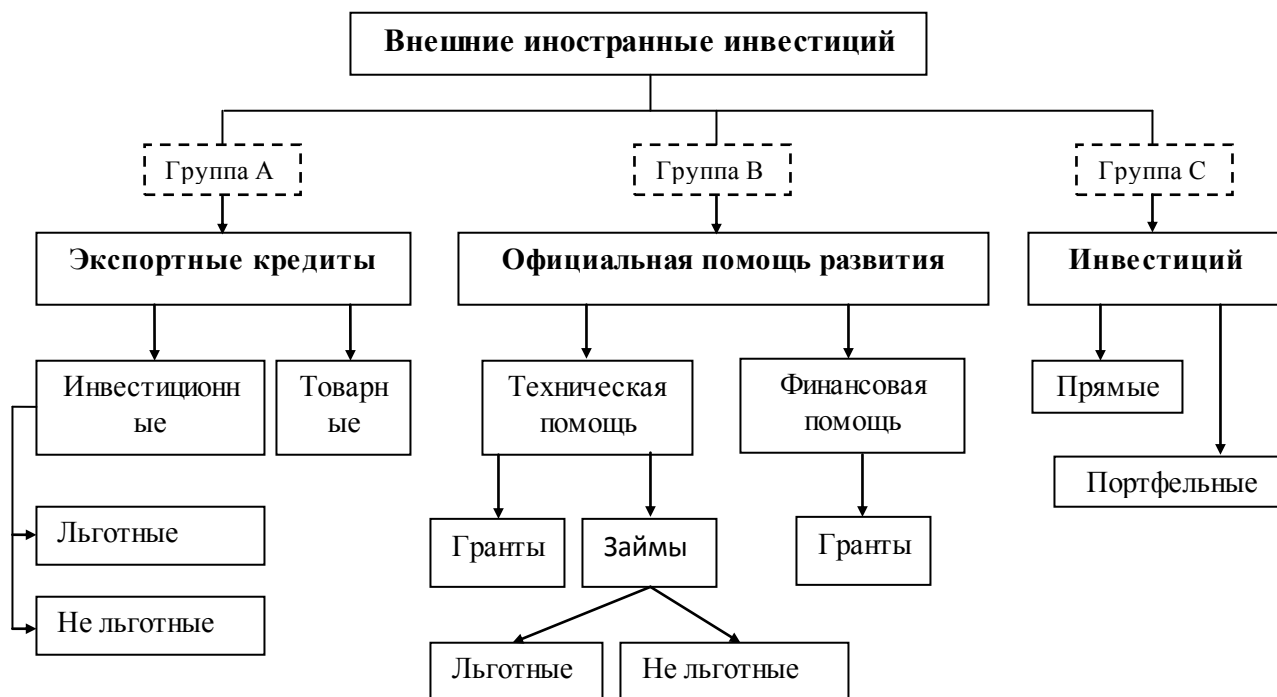 Внешние иностранные инвестиций
Группа А
Группа В
Группа С
Экспортные кредиты
Официальная помощь развития
Инвестиций
Инвестиционн
ые
Товарн
ые
Техническая
помощь
Финансовая
помощь
Прямые
Портфельные
Льготные
Гранты
Займы
Гранты
Не льготные
Льготные
Не льготные